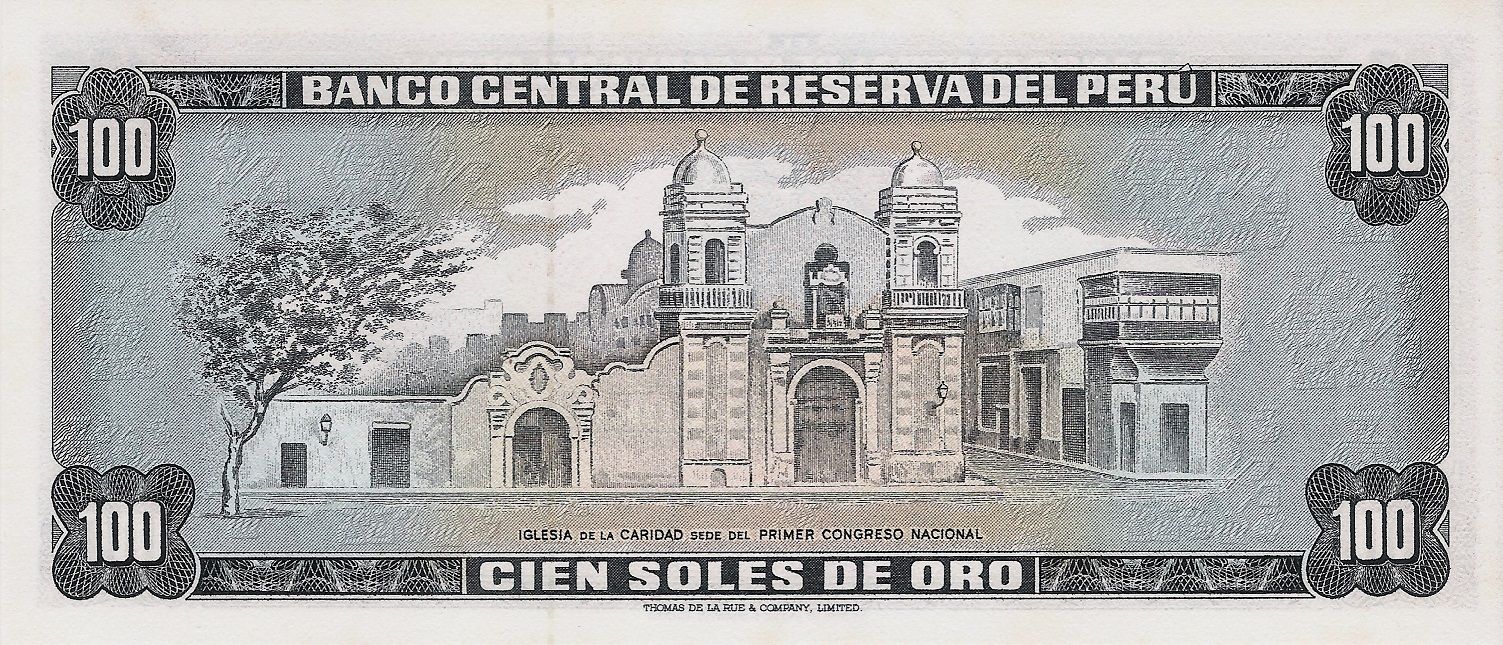 BANCO CENTRAL DE RESERVA DEL PERÚ
100
100
IGLESIA DE LA CARIDAD SEDE DEL PRIMER CONGRESO NACIONAL
100
100
CIEN SOLES DE ORO
THOMAS DE LA RUE & COMPANY, LIMITED.